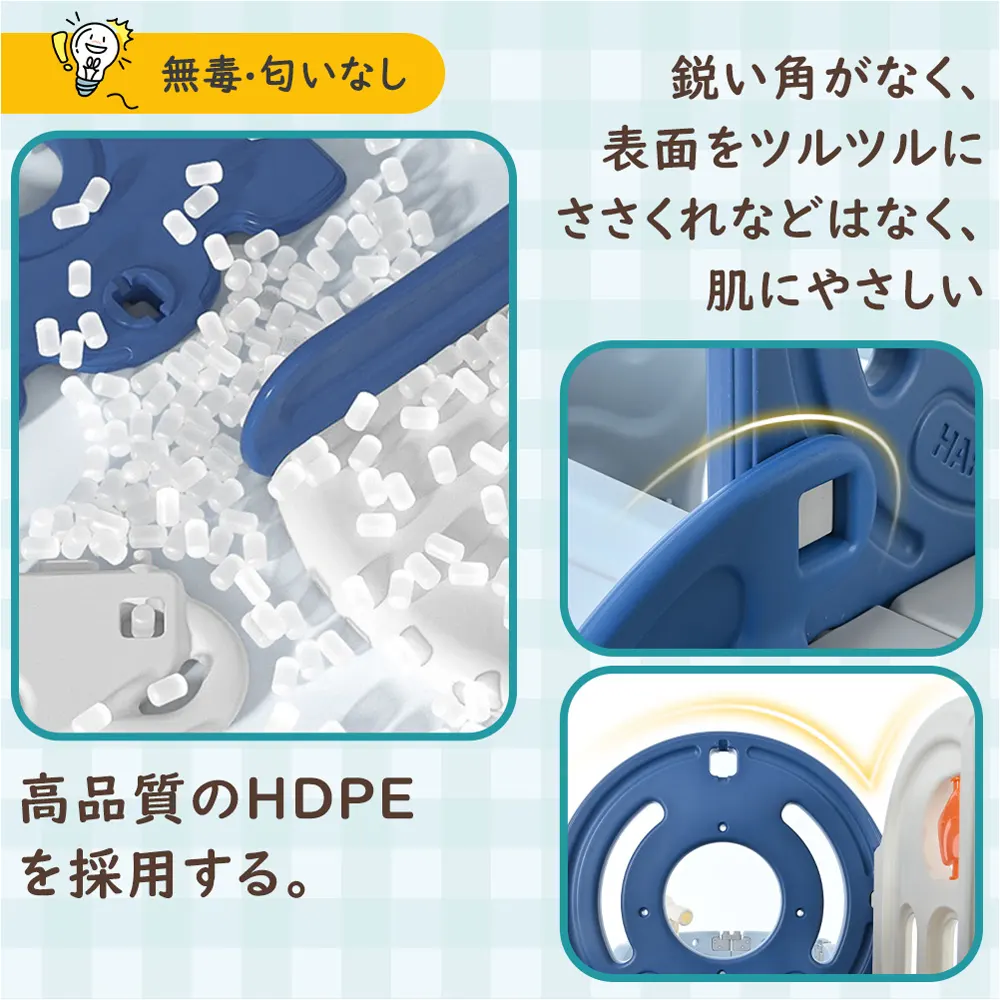 無毒・匂いなし
鋭い角がなく、
表面をツルツルに
ささくれなどはなく、
肌にやさしい
高品質のHDPE
を採用する。